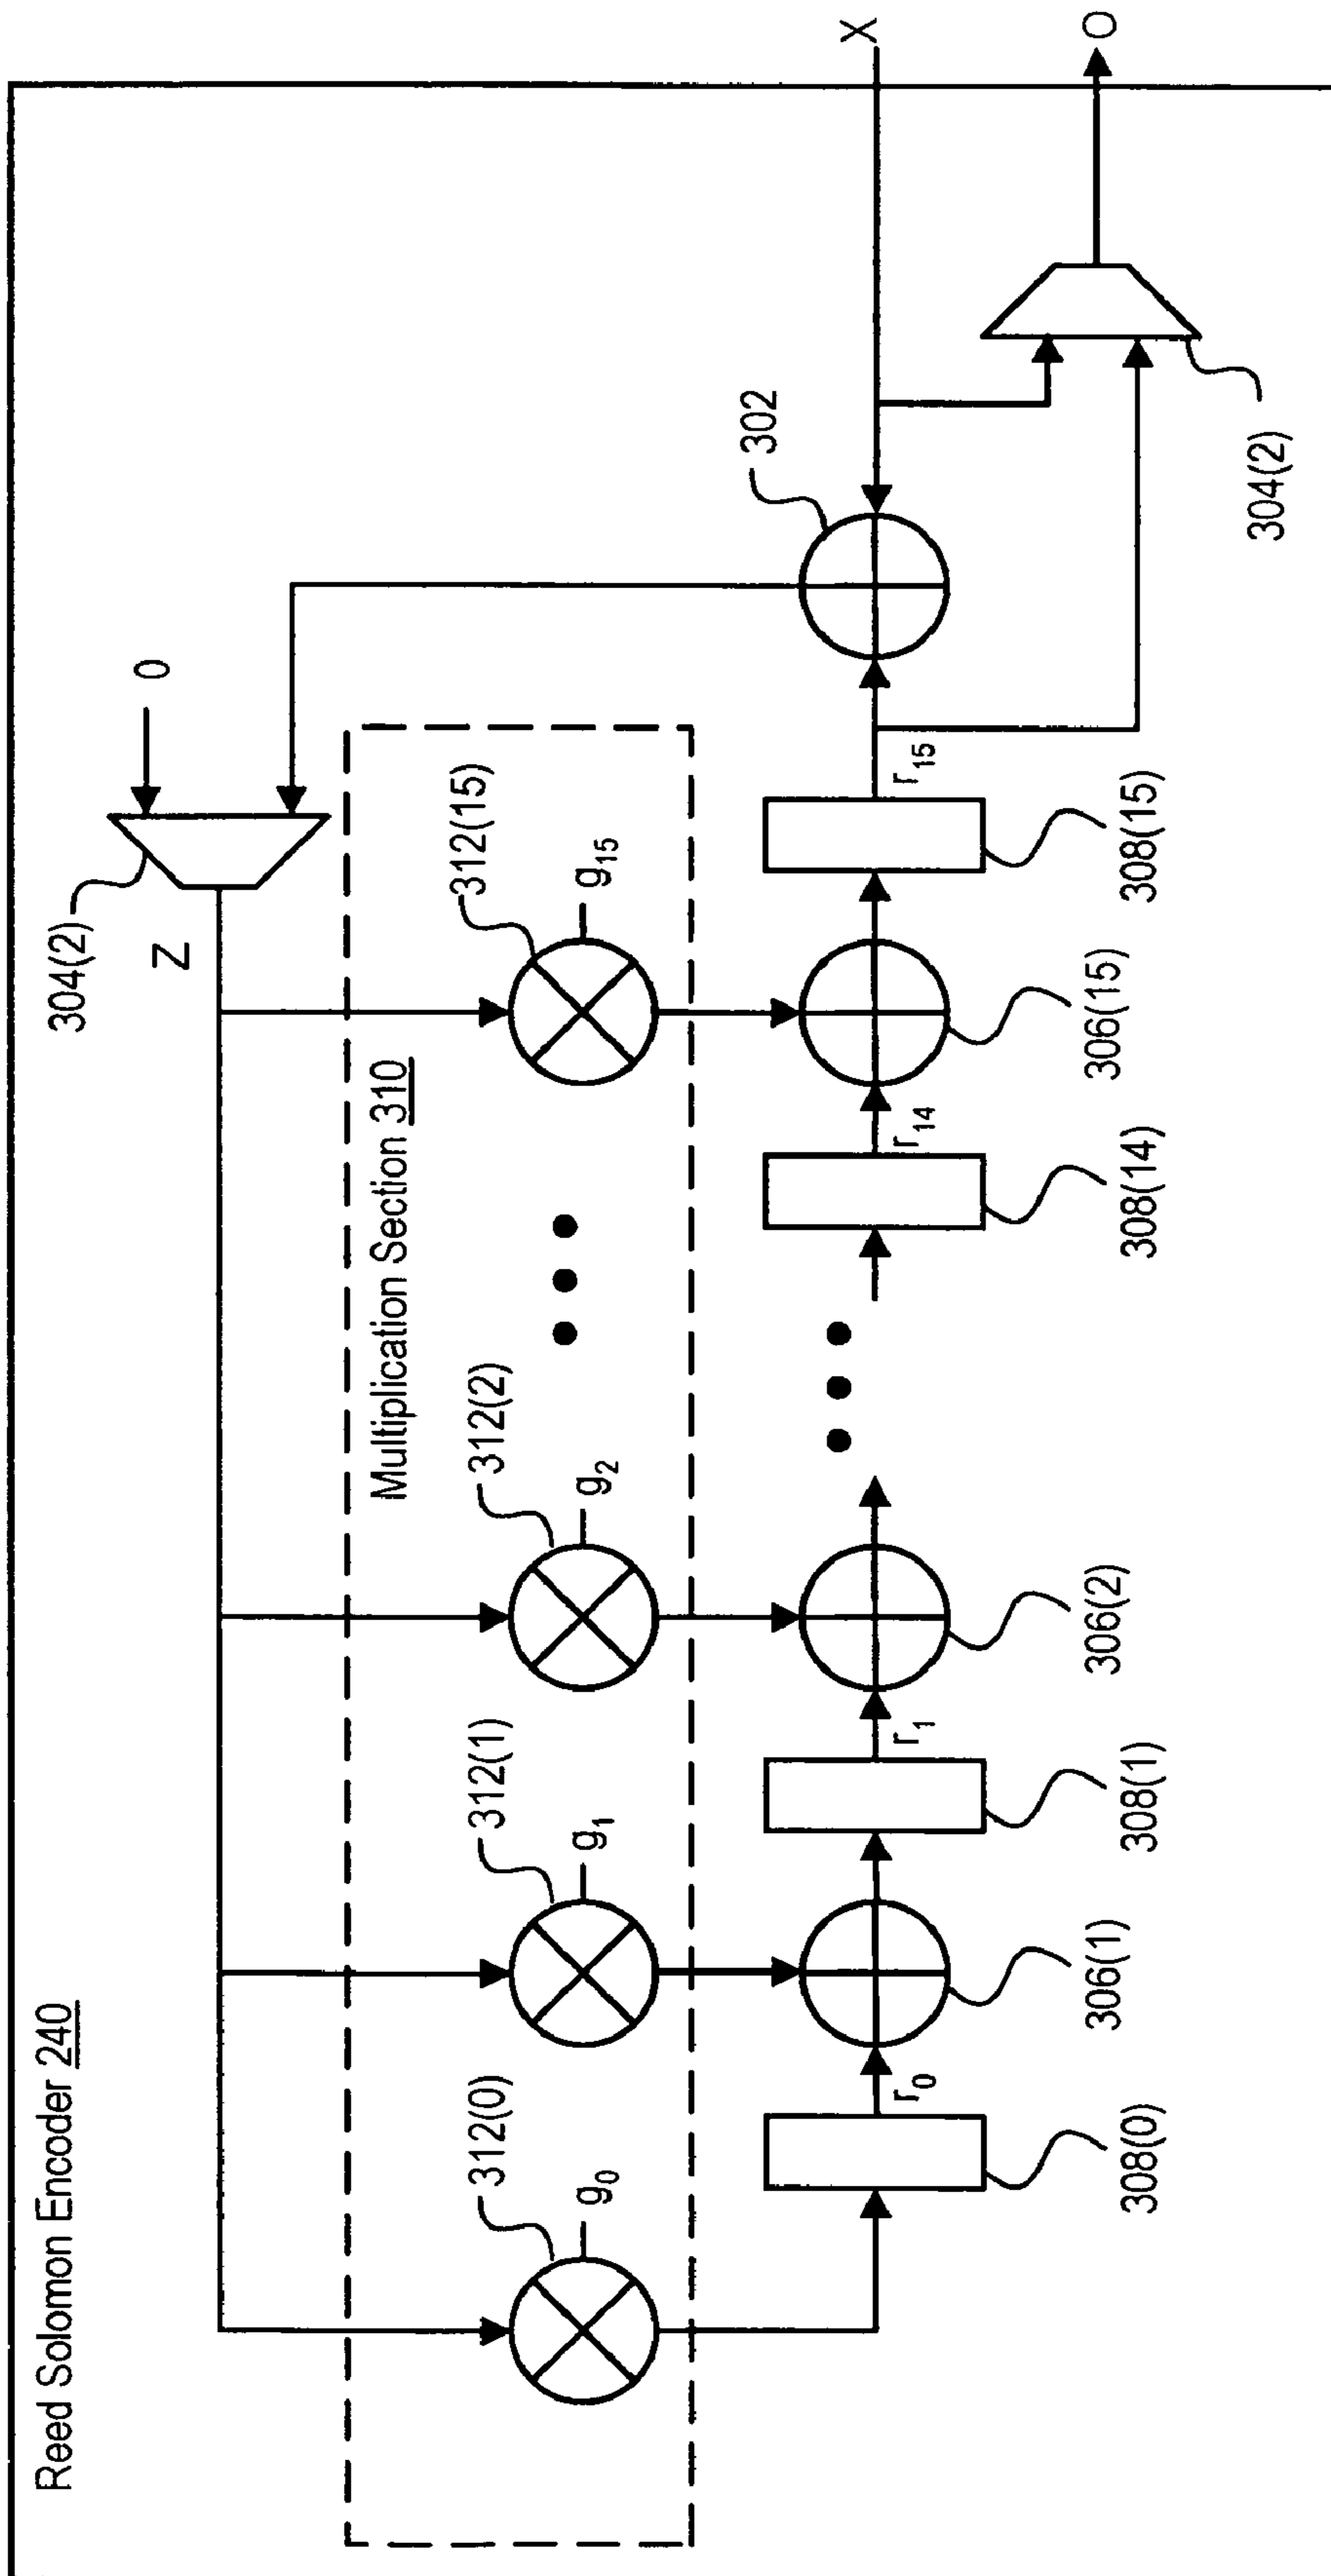 Reed Solomon Encoder 240
304(2)
0
Z
Multiplication Section 310
312(0)
g0
312(1)
g1
312(2)
g2
312(15)
g15
302
X
O
r0
r1
r14
r15
308(0)
306(1)
308(1)
306(2)
308(14)
306(15)
308(15)
304(2)